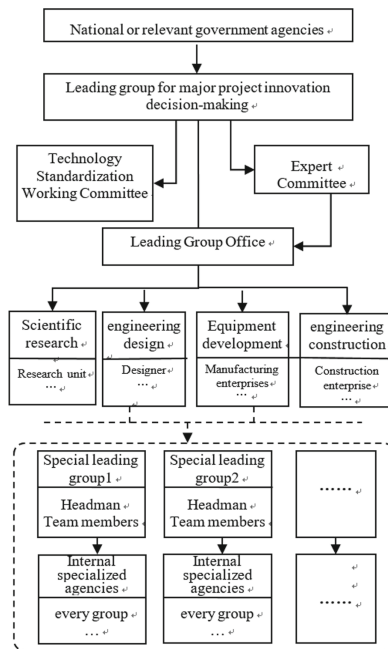 National or relevant government agencies
Leading group for major project innovation
decision-making
Technology
Standardization
Working Committee
Expert
Committee
Leading Group Office
Scientific
research
Research unit
…
engineering
design
Designer
…
Equipment
development
Manufacturing
enterprises
…
engineering
construction
Construction
enterprise
…
Special leading
group1
Headman
Team members
Special leading
group2
Headman
Team members
……
Internal
specialized
agencies
every group
…
Internal
specialized
agencies
every group
…
……